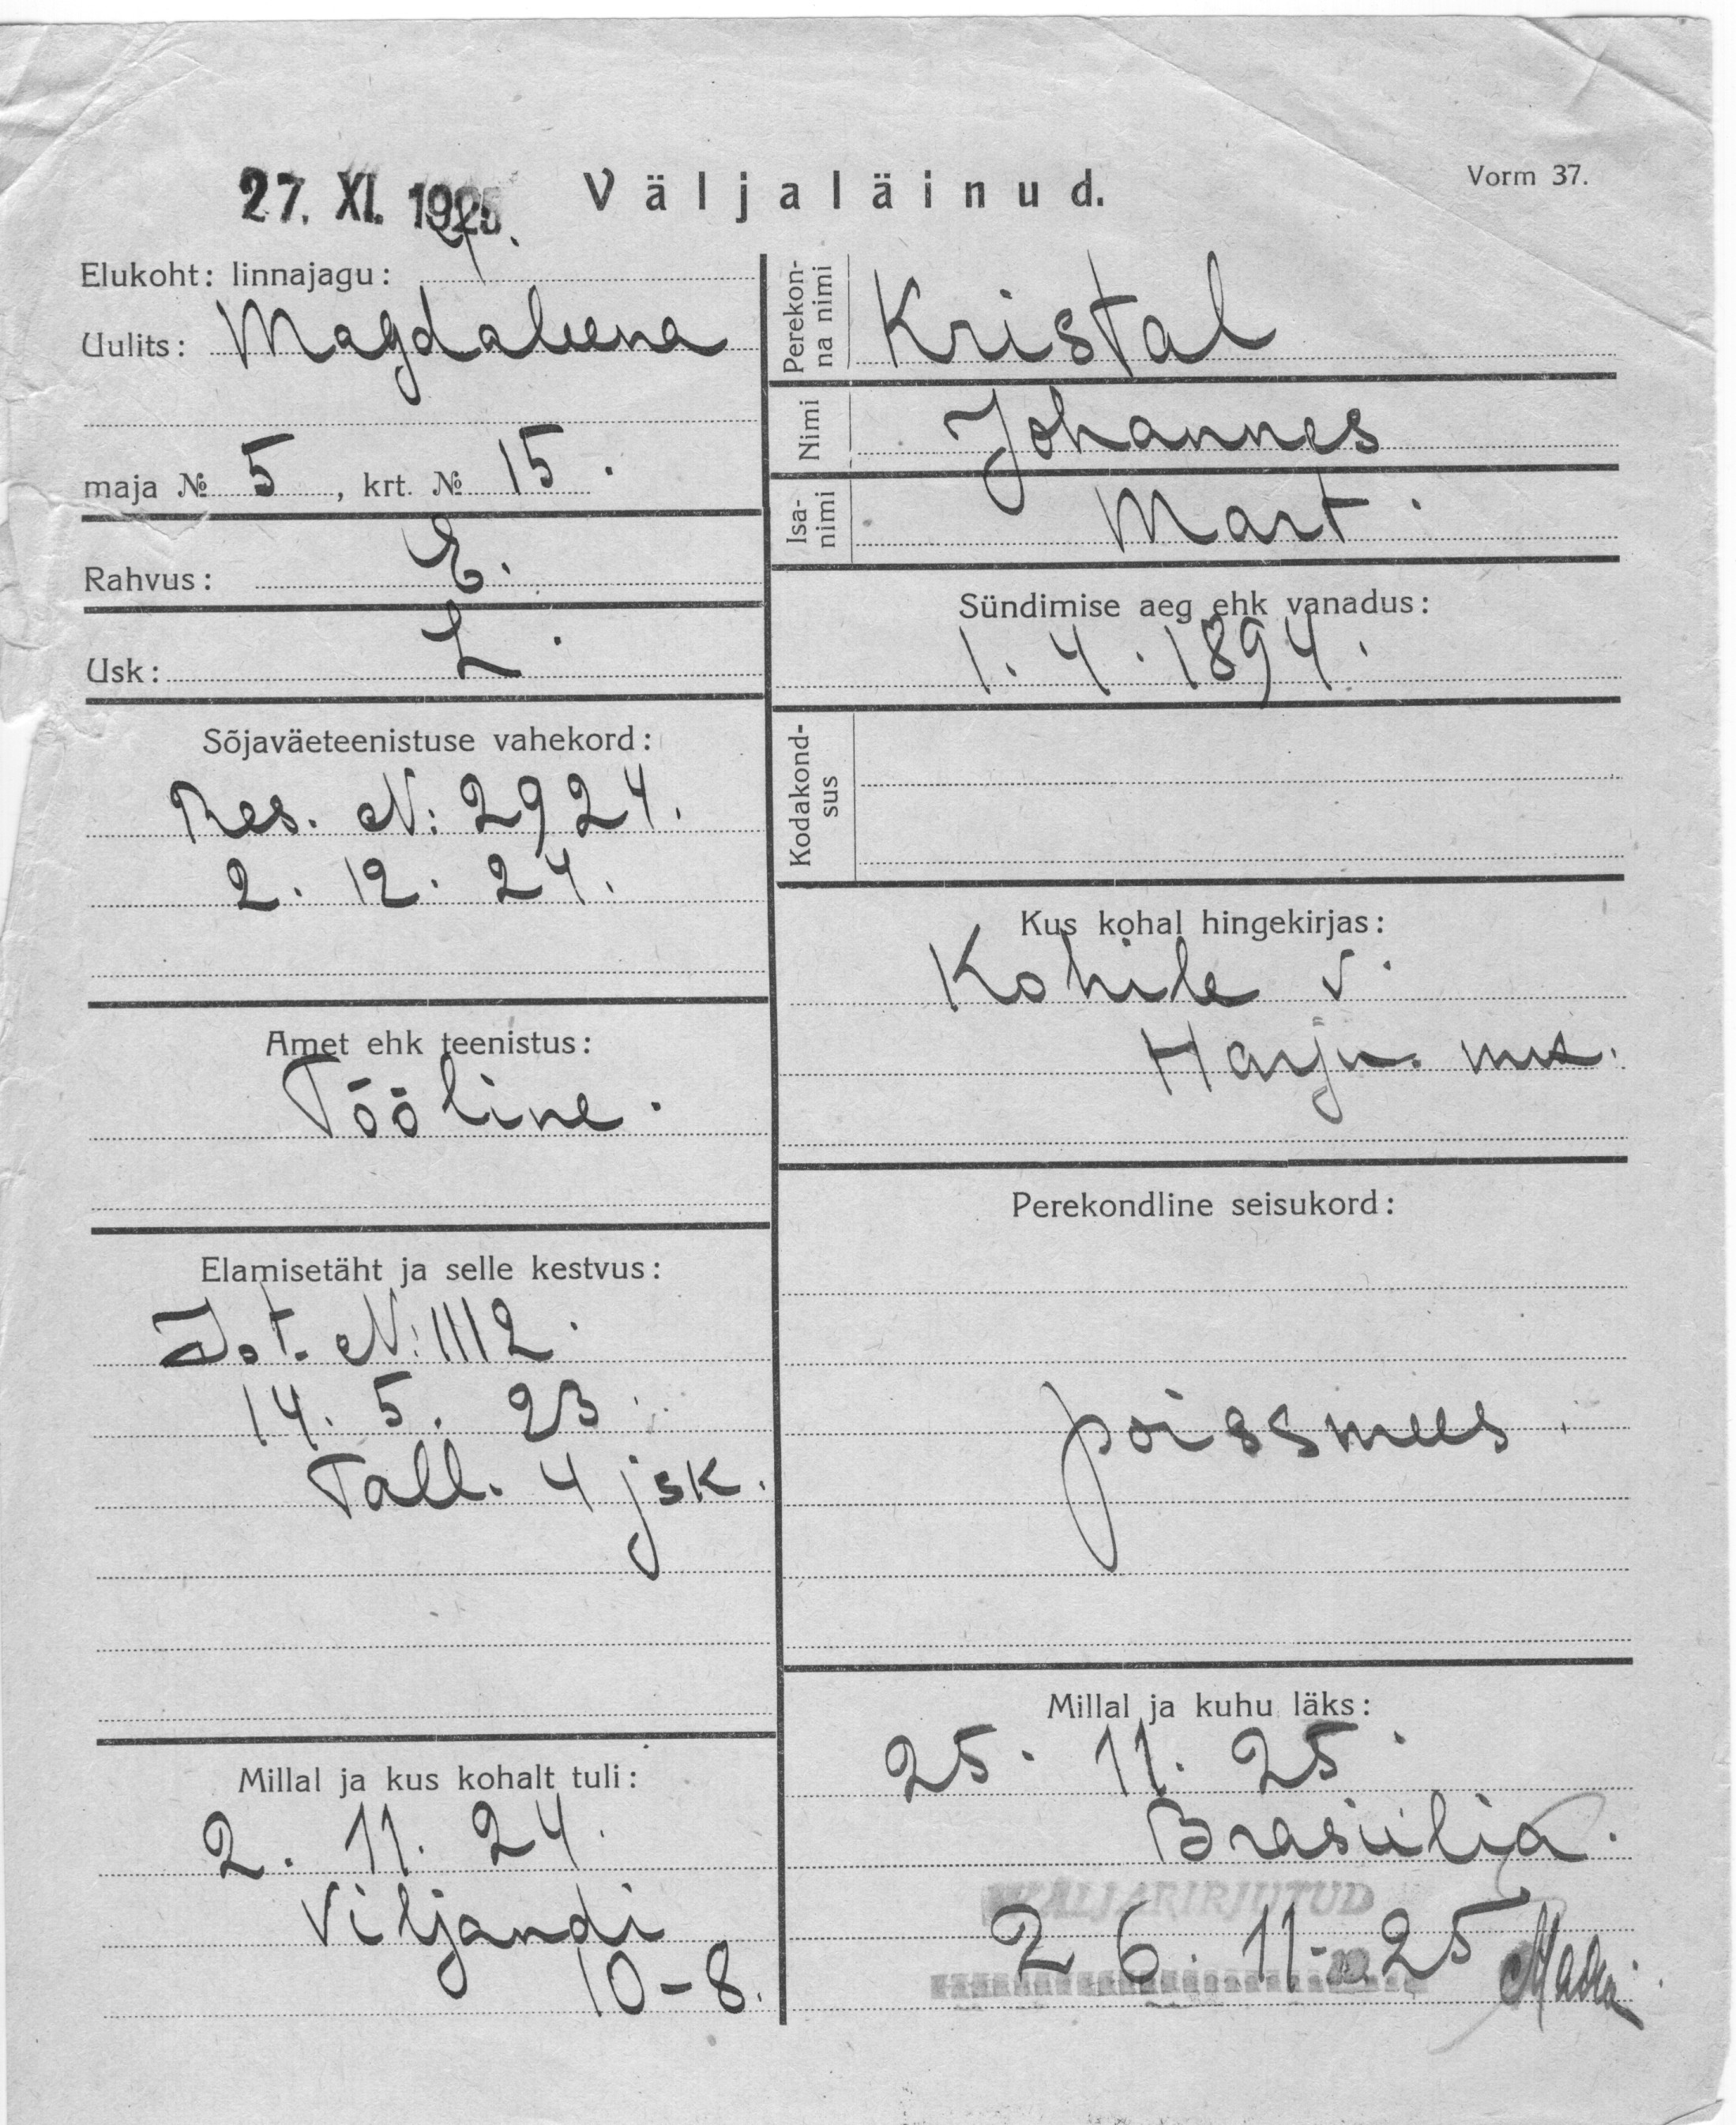 27. XI. 1925. Väljaläinud. Vorm 37.
Elukoht: linnajagu: 4.
Uulits: Magdaleena
maja № 5, krt. № 15.
Rahvus: E.
Usk: L.
Sõjaväeteenistuse vahekord:
Res. N: 2924.
2. 12. 24.
Amet ehk teenistus:
Tööline.
Elamisetäht ja selle kestvus:
N: 1112.
14. 5. 23.
Tall. 4 jsk.
Millal ja kus kohalt tuli:
2. 11. 24.
Viljandi
10-8.
Perekonna nimi Kristal
Nimi Johannes
Isanimi Mart.
Sündimise aeg ehk vanadus:
1. 4. 1894.
Kodakondsus
Kus kohal hingekirjas:
Kohile v.
Harju. mt.
Perekondline seisukord:
poissmees.
Millal ja kuhu läks:
25. 11. 25.
Brasiilia.
VÄLJAKIRJUTUD
26. 11. 25